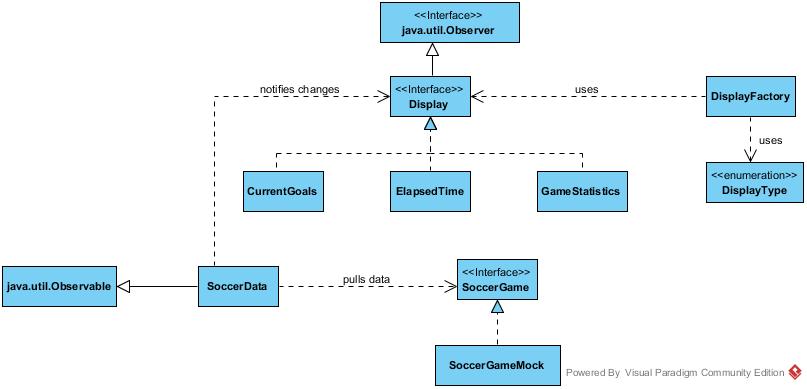 <<Interface>>
java.util.Observer
notifies changes
<<Interface>>
Display
uses
DisplayFactory
uses
CurrentGoals
ElapsedTime
GameStatistics
<<enumeration>>
DisplayType
java.util.Observable
SoccerData
pulls data
<<Interface>>
SoccerGame
SoccerGameMock
Powered By Visual Paradigm Community Edition